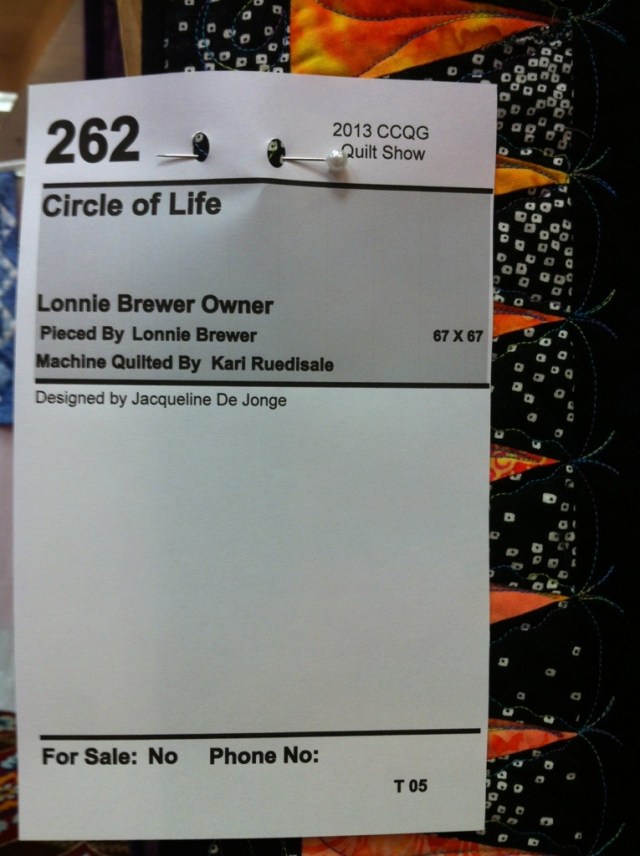 262
2013 CCQG
Quilt Show
Circle of Life
Lonnie Brewer Owner
Pieced By Lonnie Brewer 67 X 67
Machine Quilted By Kari Ruedisale
Designed by Jacqueline De Jonge
For Sale: No Phone No:
T 05